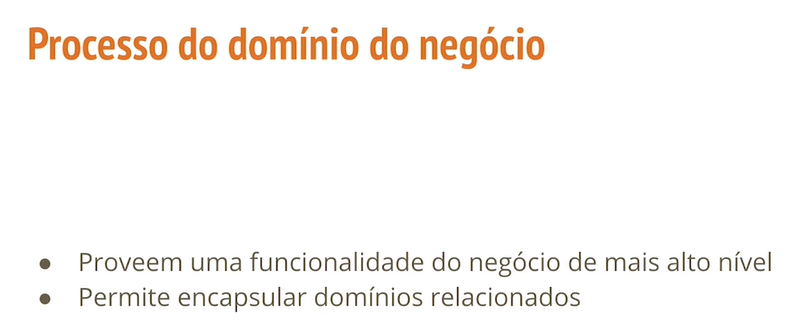 Processo do domínio do negócio
● Proveem uma funcionalidade do negócio de mais alto nível
● Permite encapsular domínios relacionados